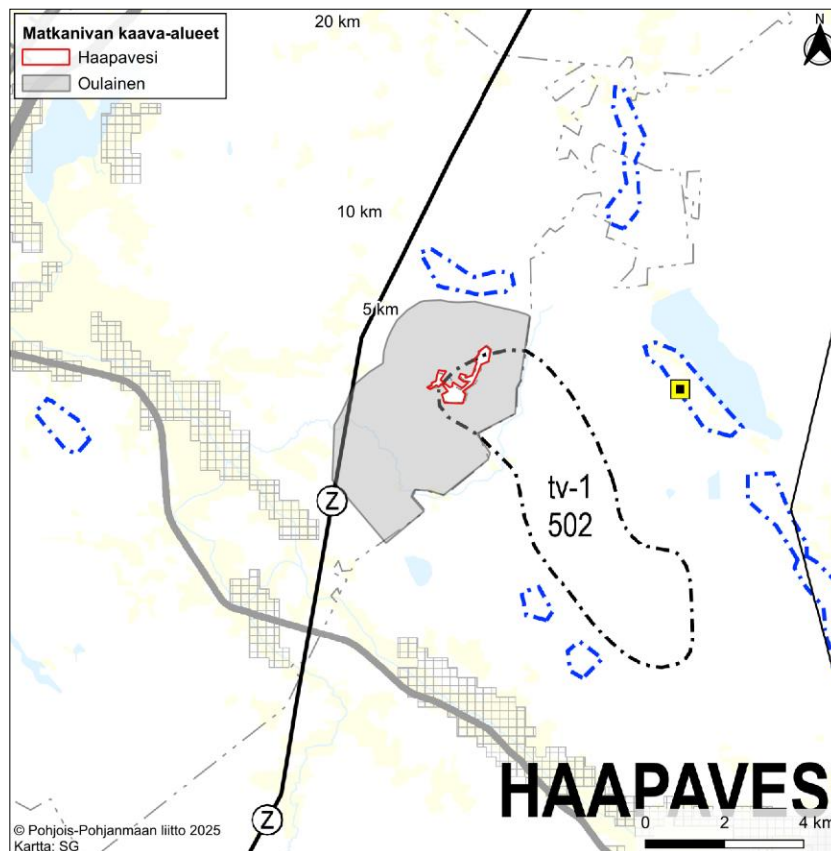 20 km
Matkanivan kaava-alueet
Haapavesi
Oulainen
N
10 km
5 km
tv-1
502
Z
Z
HAAPAVES
© Pohjois-Pohjanmaan liitto 2025
Kartta: SG
0 2 4 km